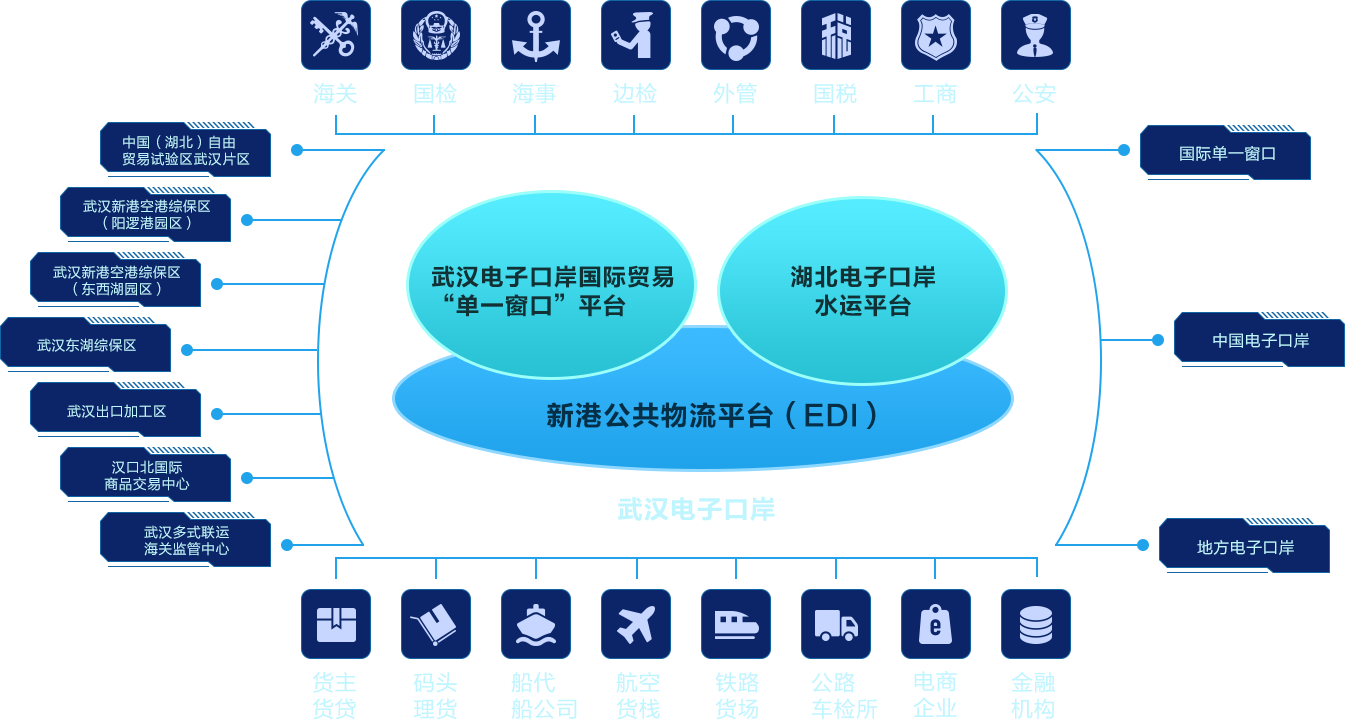 海关
国检
海事
边检
外管
国税
工商
公安
中国（湖北）自由
贸易试验区武汉片区
武汉新港空港综保区
（阳逻港园区）
武汉新港空港综保区
（东西湖园区）
武汉东湖综保区
武汉出口加工区
汉口北国际
商品交易中心
武汉多式联运
海关监管中心
武汉电子口岸国际贸易
“单一窗口”平台
湖北电子口岸
水运平台
新港公共物流平台（EDI）
武汉电子口岸
国际单一窗口
中国电子口岸
地方电子口岸
货主
货贷
码头
理货
船代
船公司
航空
货栈
铁路
货场
公路
车检所
电商
企业
金融
机构